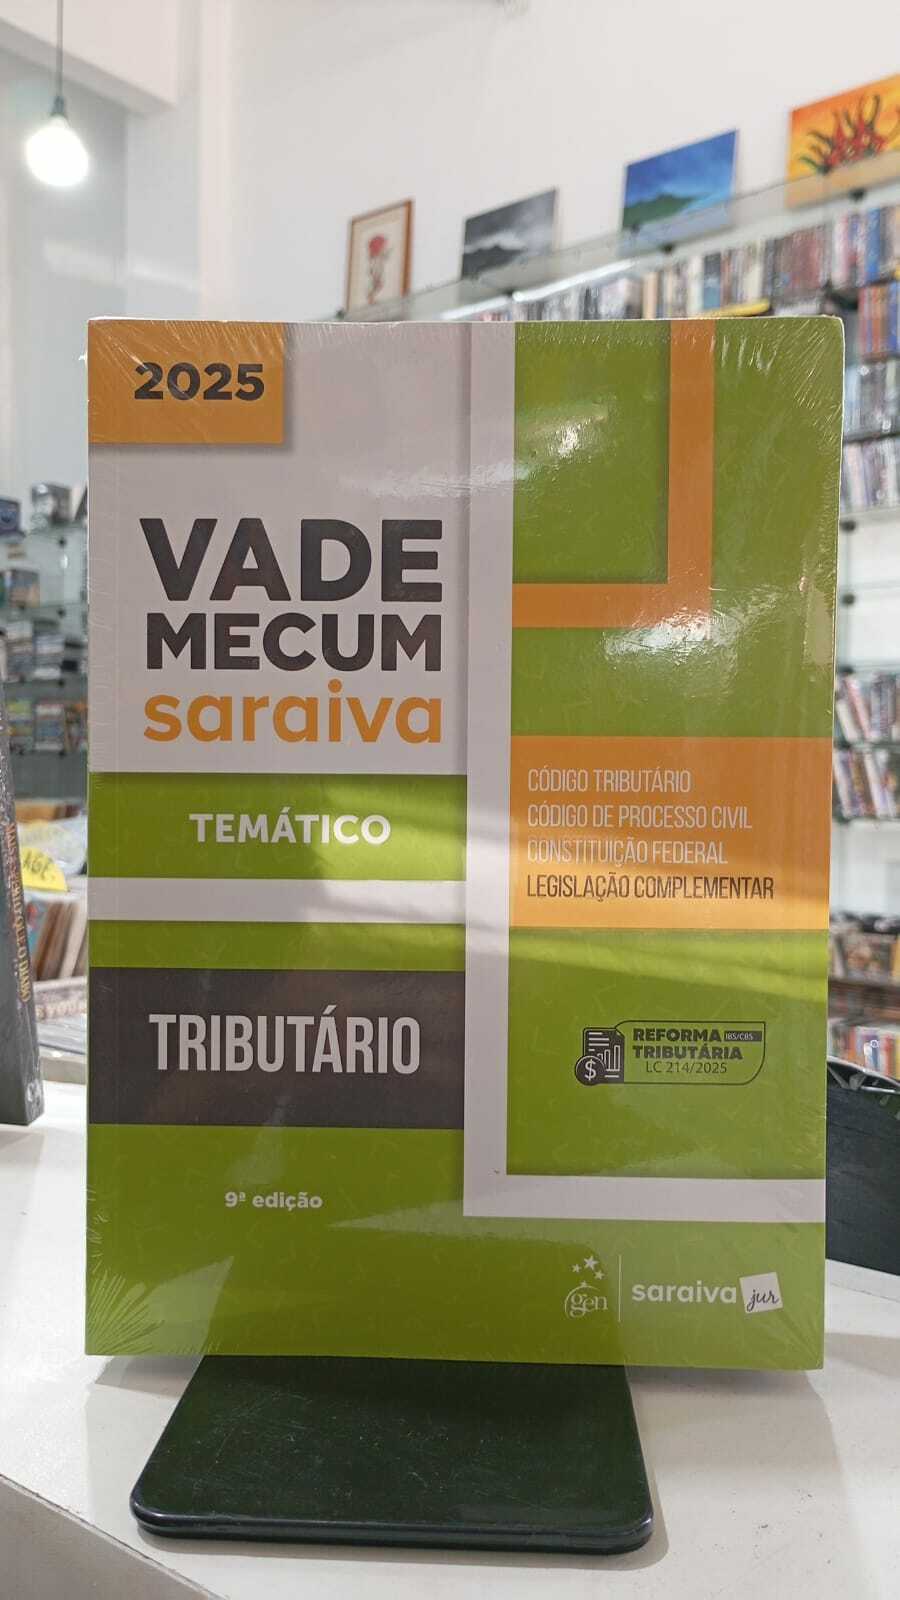 2025
VADE
MECUM
saraiva
TEMÁTICO
TRIBUTÁRIO
9ª edição
CÓDIGO TRIBUTÁRIO
CÓDIGO DE PROCESSO CIVIL
CONSTITUIÇÃO FEDERAL
LEGISLAÇÃO COMPLEMENTAR
REFORMA IBS/CBS
TRIBUTÁRIA
LC 214/2025
$
gen
saraiva jur